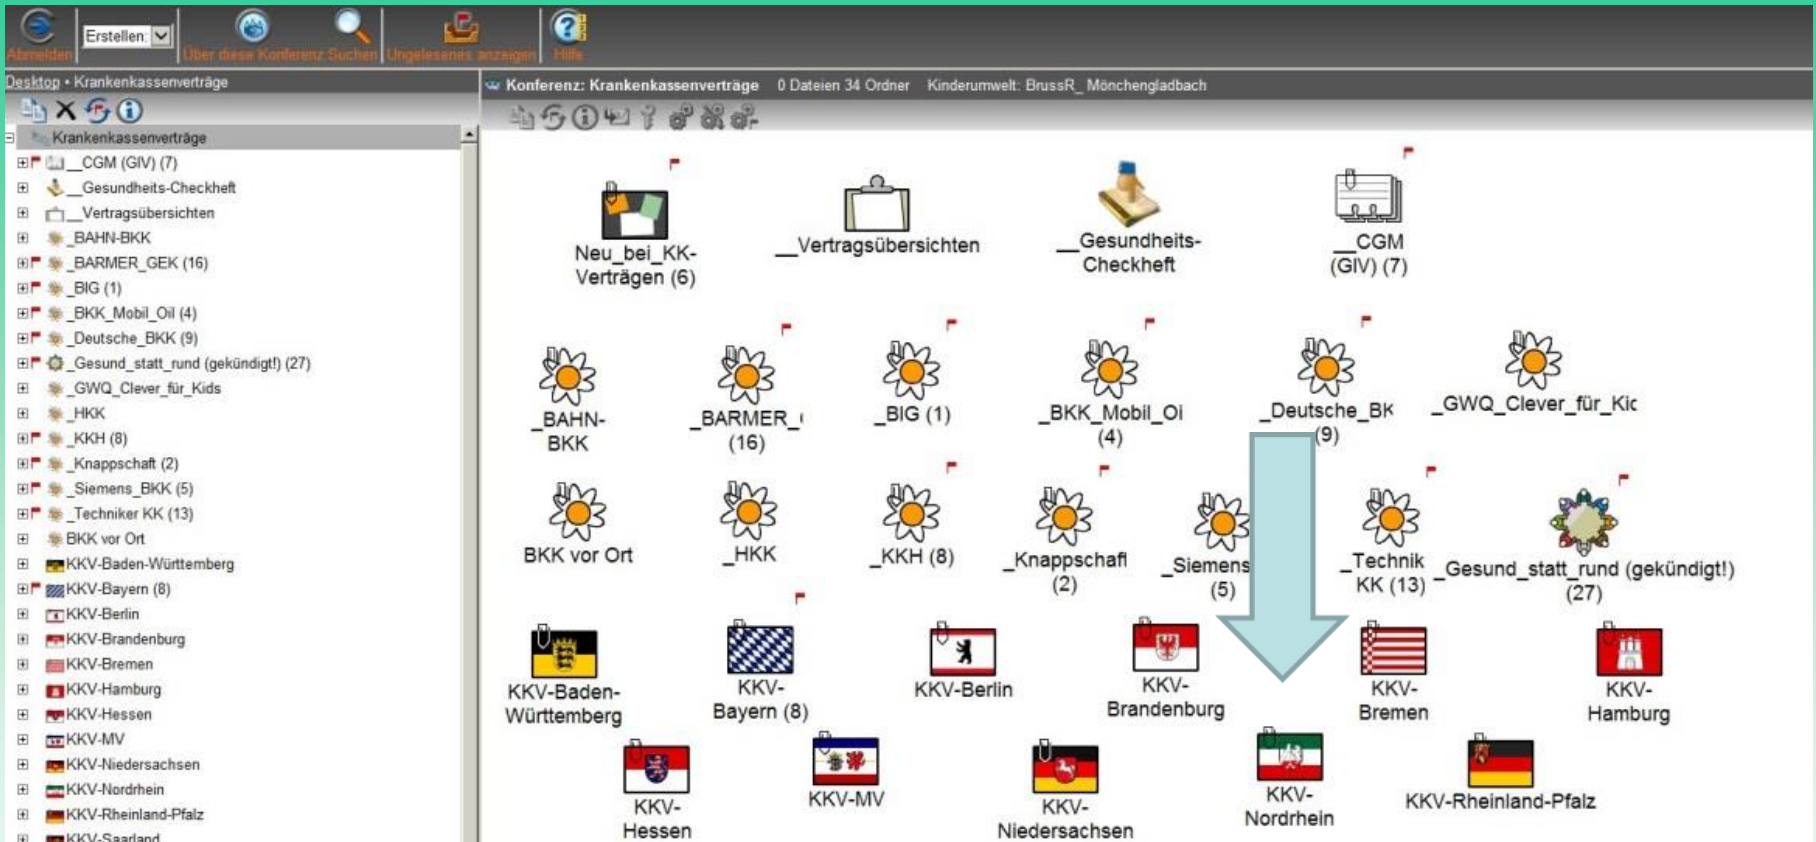 Abmelden
Erstellen:
Über diese Konferenz
Suchen
Ungelesenes anzeigen
Hilfe
Desktop • Krankenkassenverträge
Krankenkassenverträge
__CGM (GIV) (7)
__Gesundheits-Checkheft
__Vertragsübersichten
_BAHN-BKK
_BARMER_GEK (16)
_BIG (1)
_BKK_Mobil_Oil (4)
_Deutsche_BKK (9)
_Gesund_statt_rund (gekündigt!) (27)
_GWQ_Clever_für_Kids
_HKK
_KKH (8)
_Knappschaft (2)
_Siemens_BKK (5)
_Techniker KK (13)
BKK vor Ort
KKV-Baden-Württemberg
KKV-Bayern (8)
KKV-Berlin
KKV-Brandenburg
KKV-Bremen
KKV-Hamburg
KKV-Hessen
KKV-MV
KKV-Niedersachsen
KKV-Nordrhein
KKV-Rheinland-Pfalz
KKV-Saarland
Konferenz: Krankenkassenverträge 0 Dateien 34 Ordner Kinderumwelt: BrussR_ Mönchengladbach
Neu_bei_KK-
Verträgen (6)
__Vertragsübersichten
__Gesundheits-
Checkheft
__CGM
(GIV) (7)
_BAHN-
BKK
_BARMER_
(16)
_BIG (1)
_BKK_Mobil_Oi
(4)
_Deutsche_BK
(9)
_GWQ_Clever_für_Kic
BKK vor Ort
_HKK
_KKH (8)
_Knappschaft
(2)
_Siemens
(5)
_Technik
KK (13)
_Gesund_statt_rund (gekündigt!)
(27)
KKV-Baden-
Württemberg
KKV-
Bayern (8)
KKV-Berlin
KKV-
Brandenburg
KKV-
Bremen
KKV-
Hamburg
KKV-
Hessen
KKV-MV
KKV-
Niedersachsen
KKV-
Nordrhein
KKV-Rheinland-Pfalz